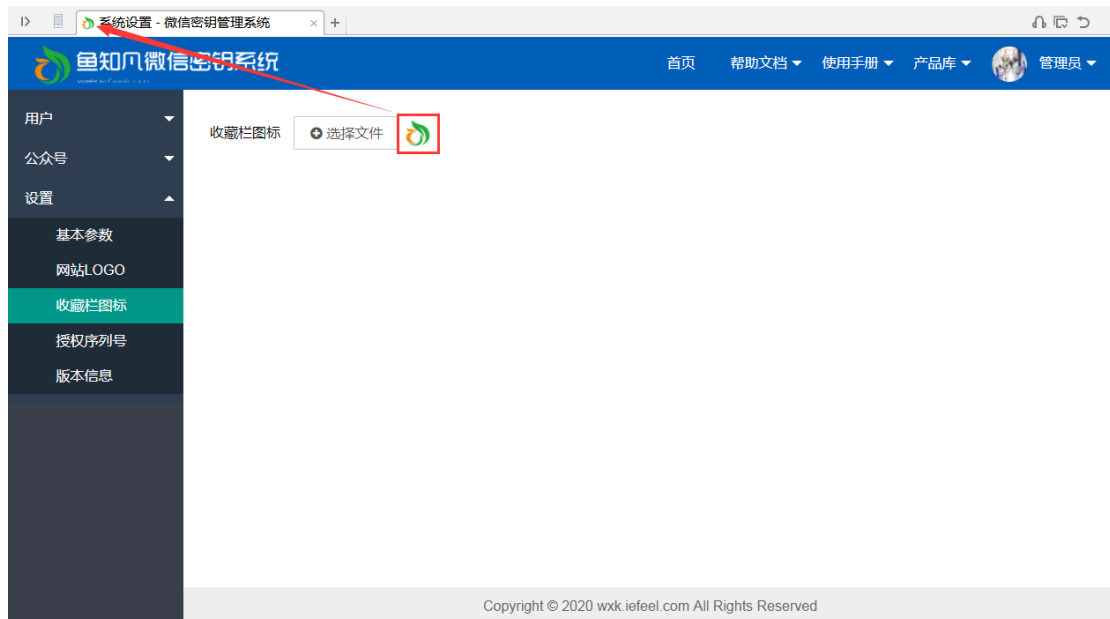 系统设置 - 微信密钥管理系统
鱼知凡微信密钥系统
首页 帮助文档 使用手册 产品库 管理员
用户
公众号
设置
基本参数
网站LOGO
收藏栏图标
授权序列号
版本信息
收藏栏图标 选择文件
Copyright © 2020 wxk.iefeel.com All Rights Reserved